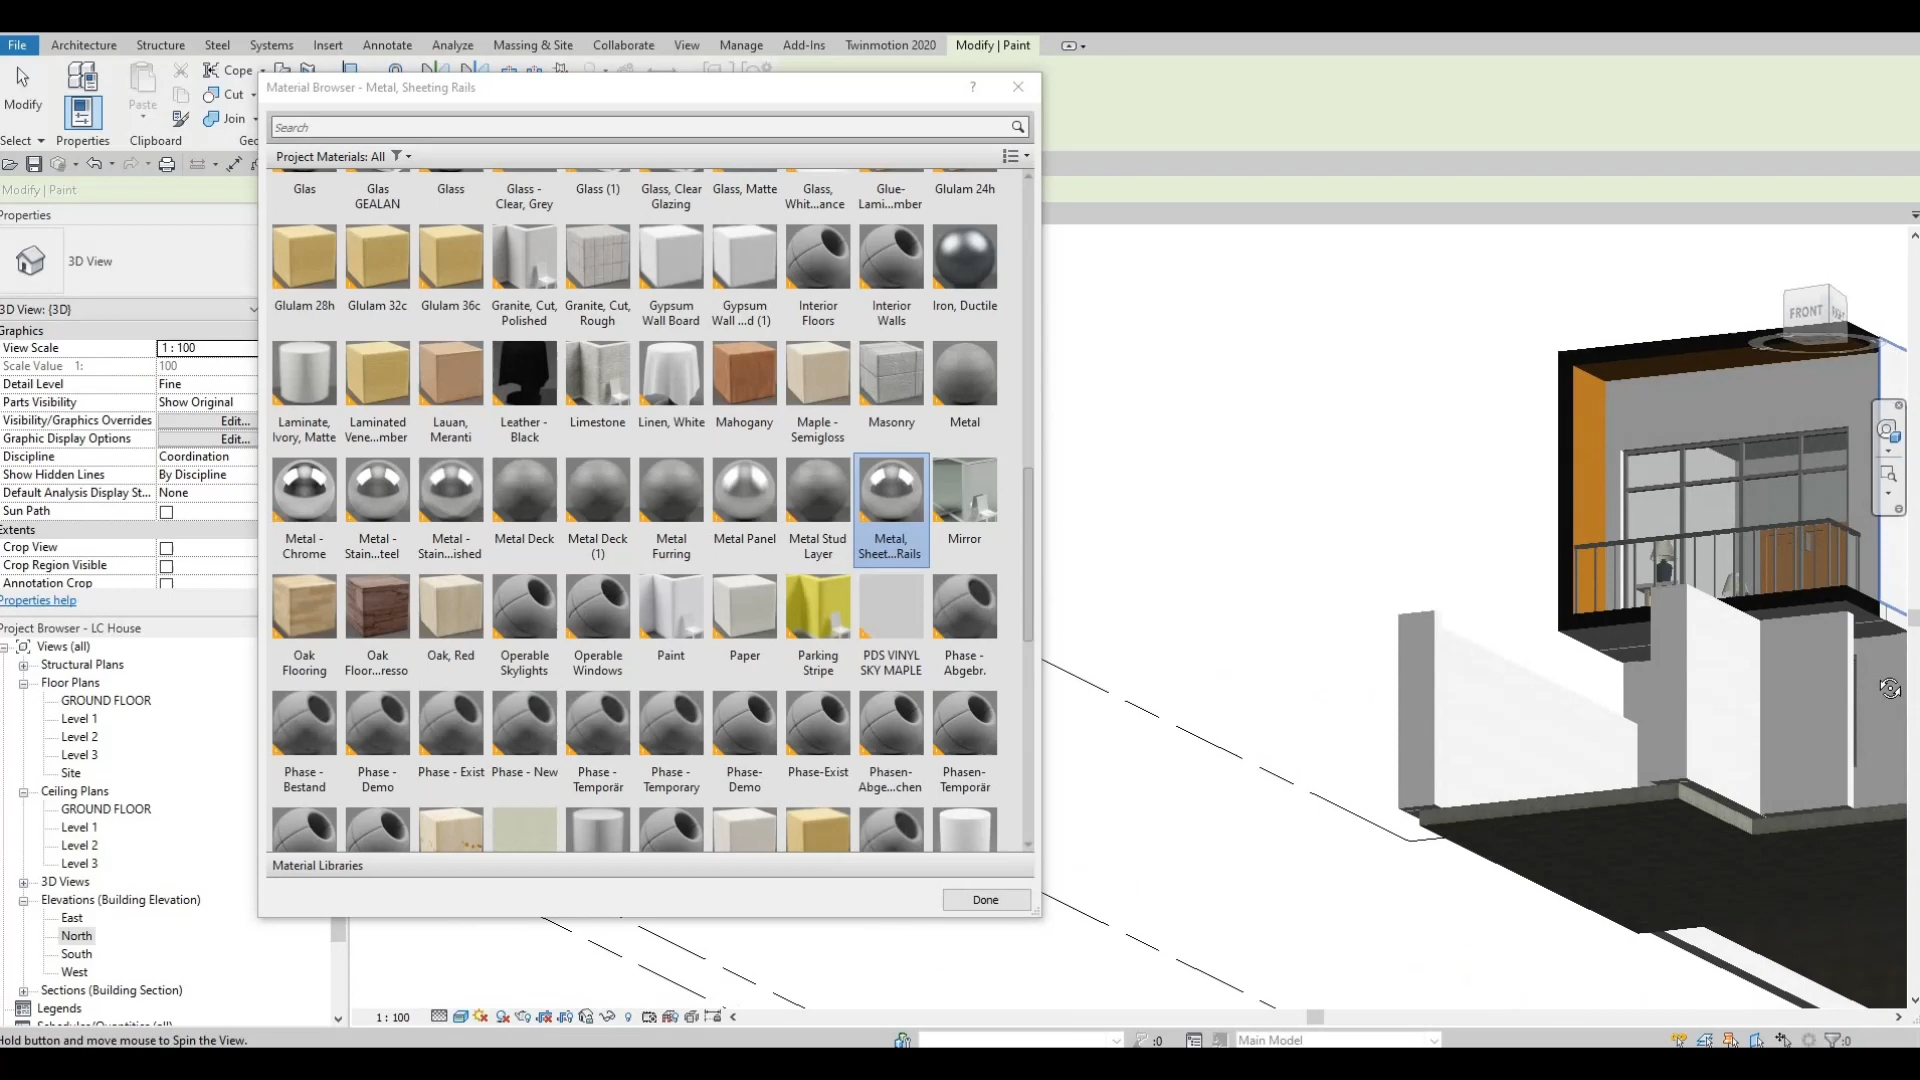 File Architecture Structure Steel Systems Insert Annotate Analyze Massing & Site Collaborate View Manage Add-Ins Twinmotion 2020 Modify | Paint
Modify Paste Cope
Cut
Join
Select Properties Clipboard Geo
Modify | Paint
Properties
3D View
3D View: {3D}
Graphics
View Scale 1 : 100
Scale Value 1: 100
Detail Level Fine
Parts Visibility Show Original
Visibility/Graphics Overrides Edit...
Graphic Display Options Edit...
Discipline Coordination
Show Hidden Lines By Discipline
Default Analysis Display St... None
Sun Path
Extents
Crop View
Crop Region Visible
Annotation Crop
Properties help
Project Browser - LC House
Views (all)
Structural Plans
Floor Plans
GROUND FLOOR
Level 1
Level 2
Level 3
Site
Ceiling Plans
GROUND FLOOR
Level 1
Level 2
Level 3
3D Views
Elevations (Building Elevation)
East
North
South
West
Sections (Building Section)
Legends
Schedules/Quantities (all)
Hold button and move mouse to Spin the View.
Material Browser - Metal, Sheeting Rails
?
Search
Project Materials: All
Glas
Glas GEALAN
Glass
Glass - Clear, Grey
Glass (1)
Glass, Clear Glazing
Glass, Matte
Glass, Whit...ance
Glue-Lami...mber
Glulam 24h
Glulam 28h
Glulam 32c
Glulam 36c
Granite, Cut, Polished
Granite, Cut, Rough
Gypsum Wall Board
Gypsum Wall ...d (1)
Interior Floors
Interior Walls
Iron, Ductile
Laminate, Ivory, Matte
Laminated Vene...mber
Lauan, Meranti
Leather - Black
Limestone
Linen, White
Mahogany
Maple - Semigloss
Masonry
Metal
Metal - Chrome
Metal - Stain...teel
Metal - Stain...ished
Metal Deck
Metal Deck (1)
Metal Furring
Metal Panel
Metal Stud Layer
Metal, Sheet...Rails
Mirror
Oak Flooring
Oak Floor...resso
Oak, Red
Operable Skylights
Operable Windows
Paint
Paper
Parking Stripe
PDS VINYL SKY MAPLE
Phase - Abgebr.
Phase - Bestand
Phase - Demo
Phase - Exist
Phase - New
Phase - Temporär
Phase - Temporary
Phase-Demo
Phase-Exist
Phasen-Abge...chen
Phasen-Temporär
Material Libraries
Done
FRONT
1 : 100
:0
Main Model
:0